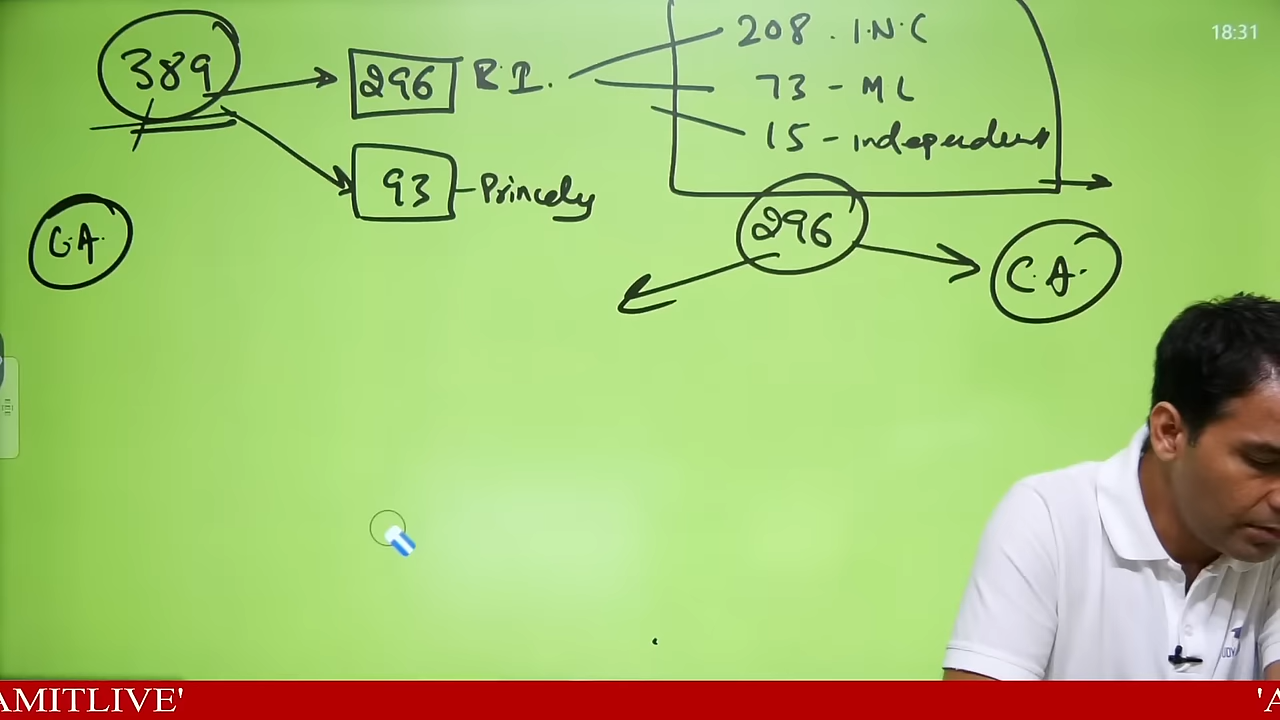 18:31
389
296 B.I.
208. I.N.C
73 - ML
15 - independent
93 - Princely
296
C.A.
C.A.
AMITLIVE'
'A